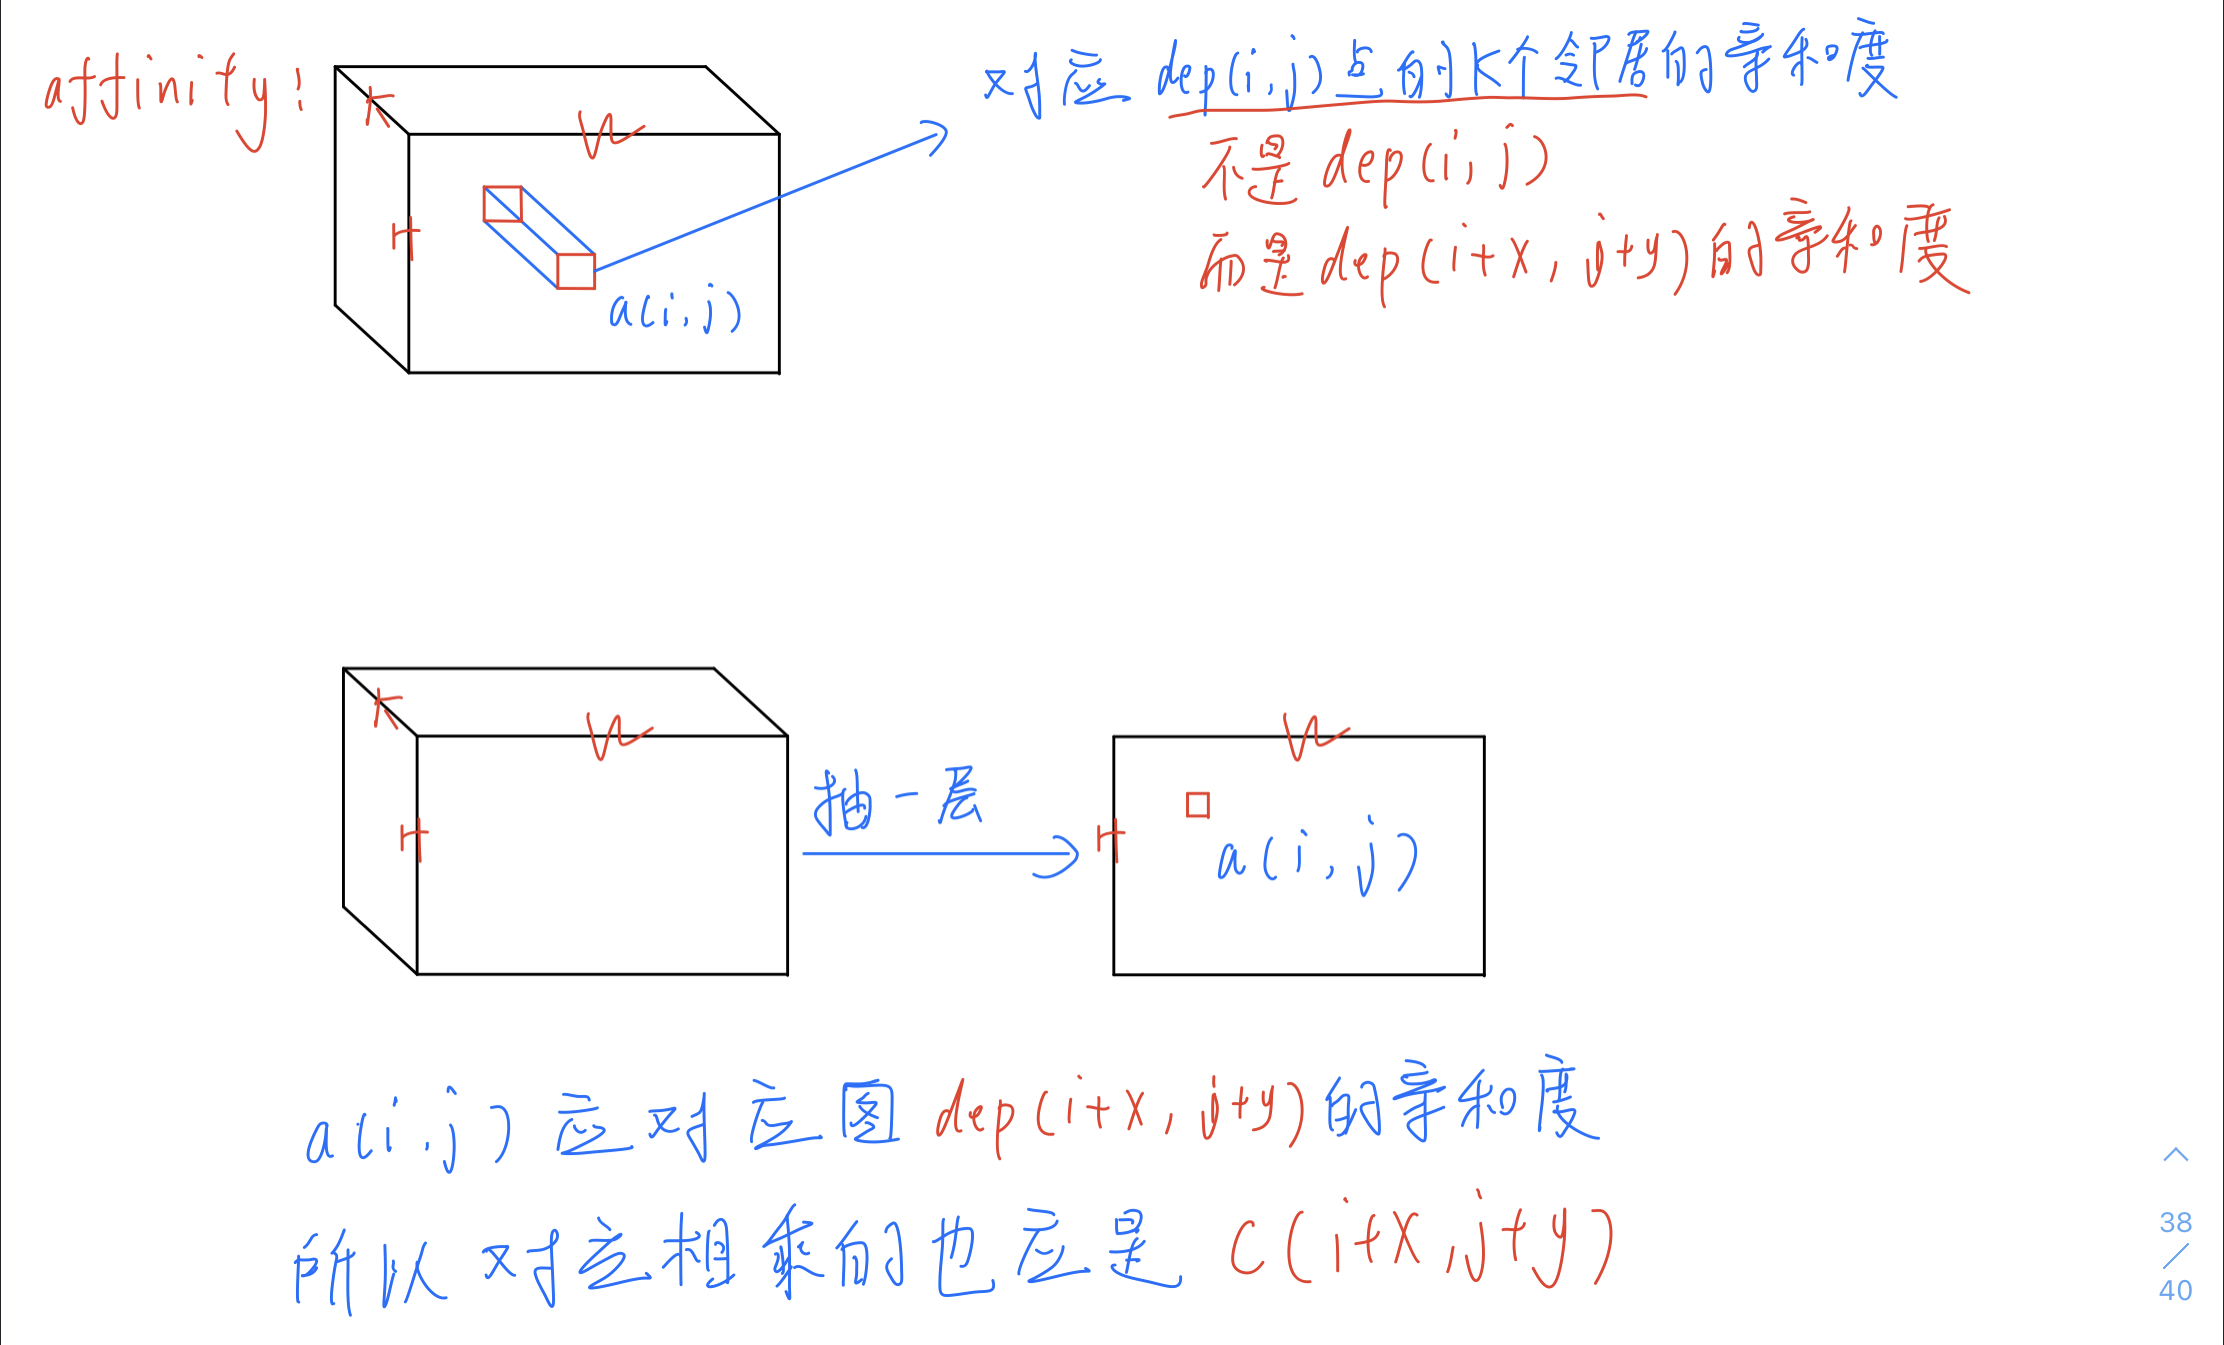 affinity:
K
W
H
a(i,j)
对应 dep(i,j)点的K个邻居的亲和度
不是 dep(i,j)
而是 dep(i+x, j+y)的亲和度
K
W
H
抽一层
W
H
a(i,j)
a(i,j) 应对应图 dep(i+x, j+y)的亲和度
所以对应相乘的也应是 C(i+x, j+y)
38
/
40